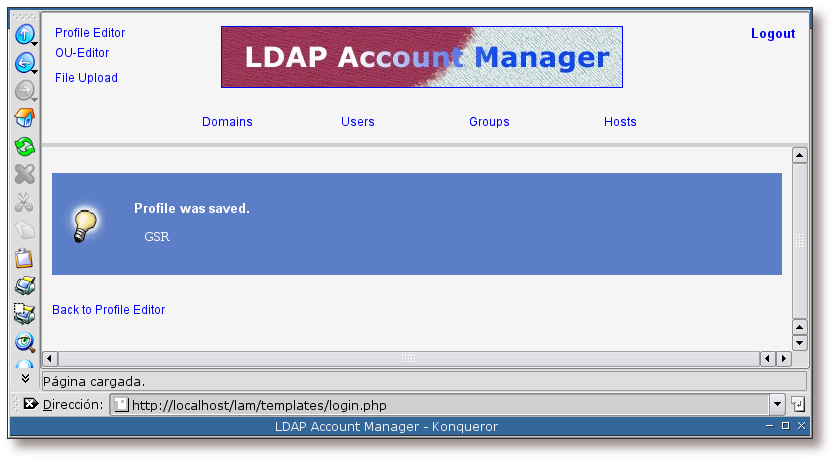 Profile Editor
OU-Editor
File Upload
LDAP Account Manager
Logout
Domains Users Groups Hosts
Profile was saved.
GSR
Back to Profile Editor
Página cargada.
Dirección: http://localhost/lam/templates/login.php
LDAP Account Manager - Konqueror